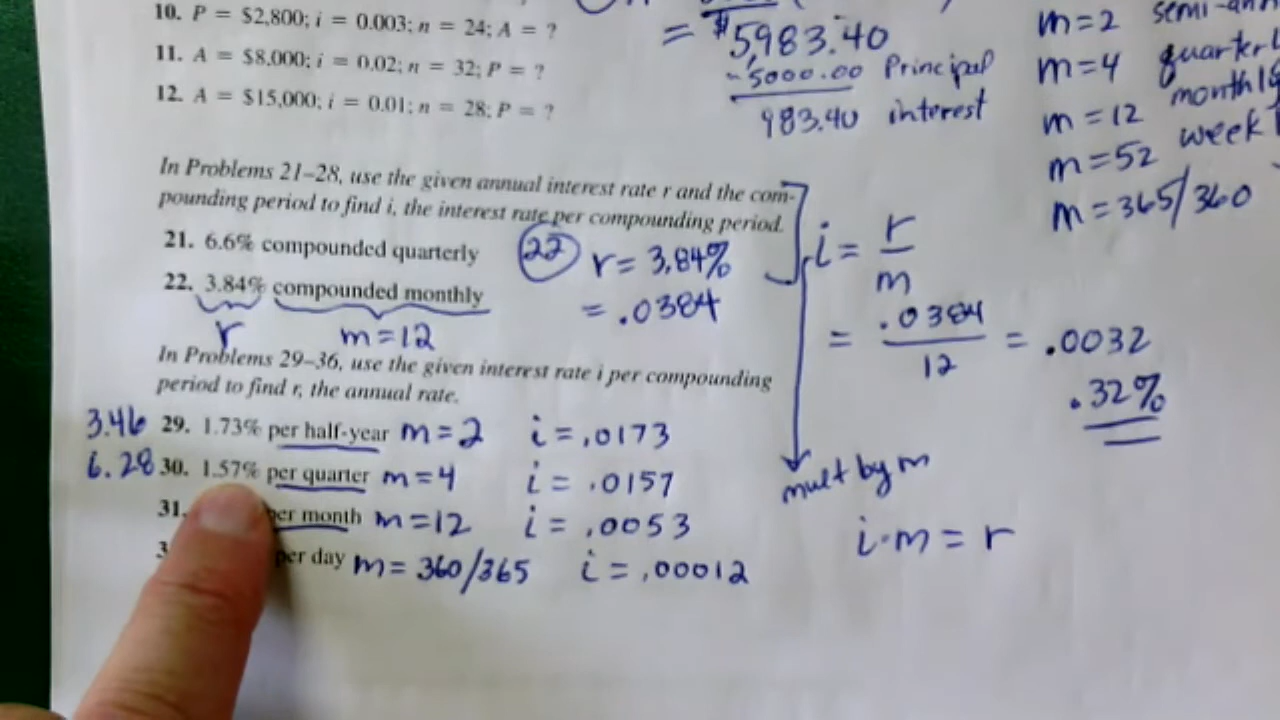 10. P = $2,800; i = 0.003; n = 24; A = ?
11. A = $8,000; i = 0.02; n = 32; P = ?
12. A = $15,000; i = 0.01; n = 28; P = ?
= $5,983.40
-5000.00 Principal
983.40 interest
m=2 semi-ann
m=4 quarterl
m=12 monthly
m=52 week
m=365/360
In Problems 21–28, use the given annual interest rate r and the com-
pounding period to find i, the interest rate per compounding period.
21. 6.6% compounded quarterly
22. 3.84% compounded monthly
r m=12
22 r = 3.84%
= .0384
i = r/m
= .0384/12 = .0032
.32%
In Problems 29–36, use the given interest rate i per compounding
period to find r, the annual rate.
3.46 29. 1.73% per half-year m=2 i = .0173
6.28 30. 1.57% per quarter m=4 i = .0157
31. per month m=12 i = .0053
3 per day m= 360/365 i = .00012
mult by m
i·m = r